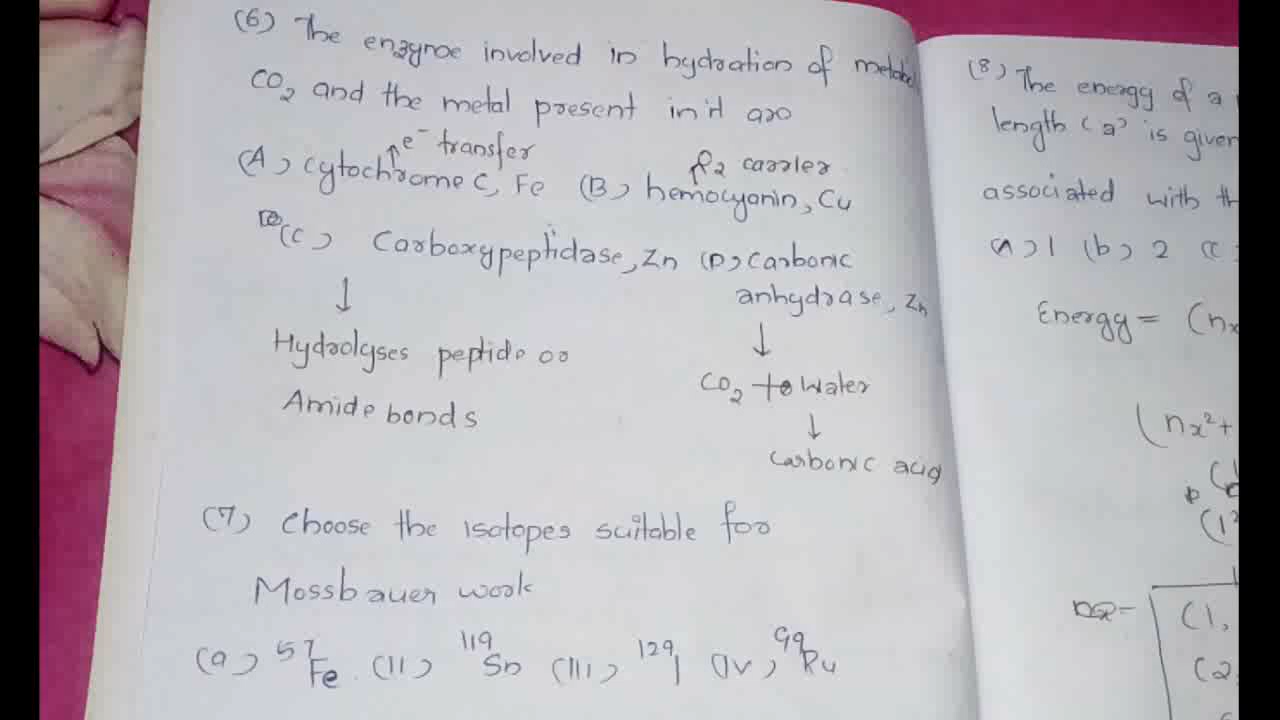 (6) The enzyme involved in hydration of
CO2 and the metal present in it are
e- transfer
carrier
(A) Cytochrome C, Fe (B) hemocyanin, Cu
(C) Carboxypeptidase, Zn (D) Carbonic
anhydrase, Zn
↓ ↓
Hydrolyses peptide or
Amide bonds
CO2 to water
↓
Carbonic acid
(7) Choose the isotopes suitable for
Mossbauer work
(a) 57Fe (II) 119Sn (III) 129I (IV) 99Ru
(8) The energy of a
length (a) is given
associated with th
(A) 1 (b) 2 (C
Energy = (nx
(nx2+
(1,
(2,